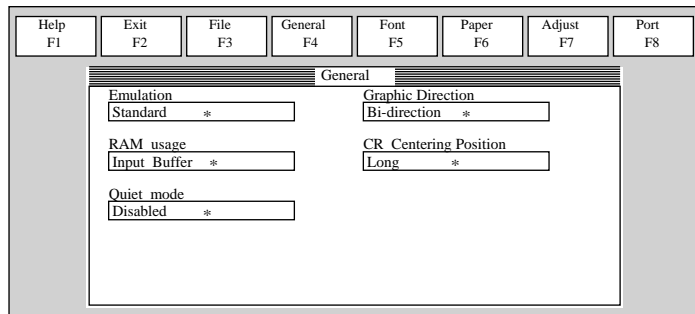 Help Exit File General Font Paper Adjust Port
F1 F2 F3 F4 F5 F6 F7 F8
General
Emulation Graphic Direction
Standard * Bi-direction *
RAM usage CR Centering Position
Input Buffer * Long *
Quiet mode
Disabled *